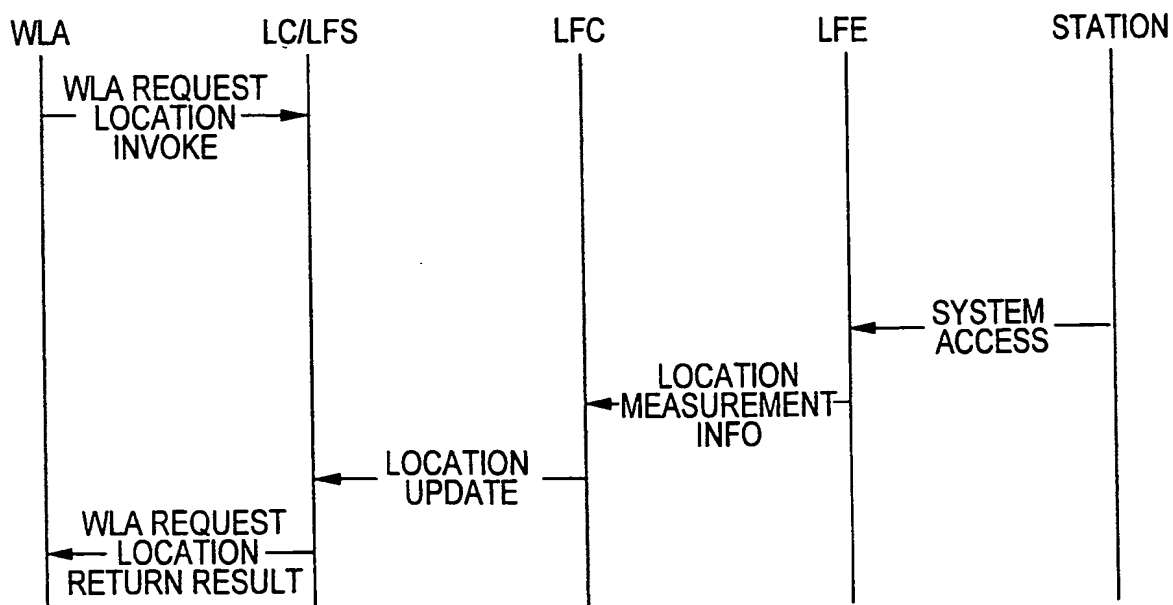 WLA LC/LFS LFC LFE STATION
WLA REQUEST
LOCATION
INVOKE
SYSTEM
ACCESS
LOCATION
MEASUREMENT
INFO
LOCATION
UPDATE
WLA REQUEST
LOCATION
RETURN RESULT